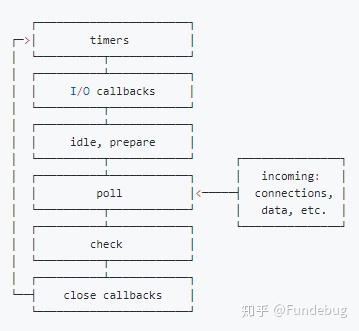 timers
I/O callbacks
idle, prepare
poll
incoming:
connections,
data, etc.
check
close callbacks
知乎 @Fundebug